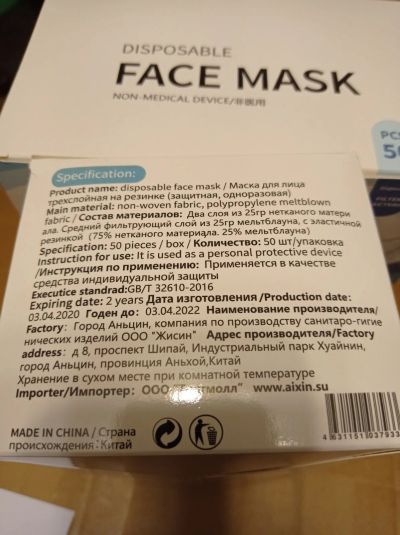 DISPOSABLE
FACE MASK
NON-MEDICAL DEVICE/非医用
PCS
50
Specification:
Product name: disposable face mask / Маска для лица
трехслойная на резинке (защитная, одноразовая)
Main material: non-woven fabric, polypropylene meltblown
fabric / Состав материалов: Два слоя из 25гр нетканого матери
ала. Средний фильтрующий слой из 25гр мельтблауна, с эластичной
резинкой (75% нетканого материала. 25% мельтблауна)
Specification: 50 pieces / box / Количество: 50 шт/упаковка
Instruction for use: It is used as a personal protective device
/Инструкция по применению: Применяется в качестве
средства индивидуальной защиты
Executice standrad:GB/T 32610-2016
Expiring date: 2 years Дата изготовления /Production date:
03.04.2020 Годен до: 03.04.2022 Наименование производителя/
Factory: Город Аньцин, компания по производству санитаро-гигие
нических изделий ООО "Жисин" Адрес производителя/Factory
address: д 8, проспект Шипай, Индустриальный парк Хуайнин,
город Аньцин, провинция Аньхой,Китай
Хранение в сухом месте при комнатной температуре
Importer/Импортер: ООО www.aixin.su
MADE IN CHINA / Страна
происхождения: Китай
4631151037933